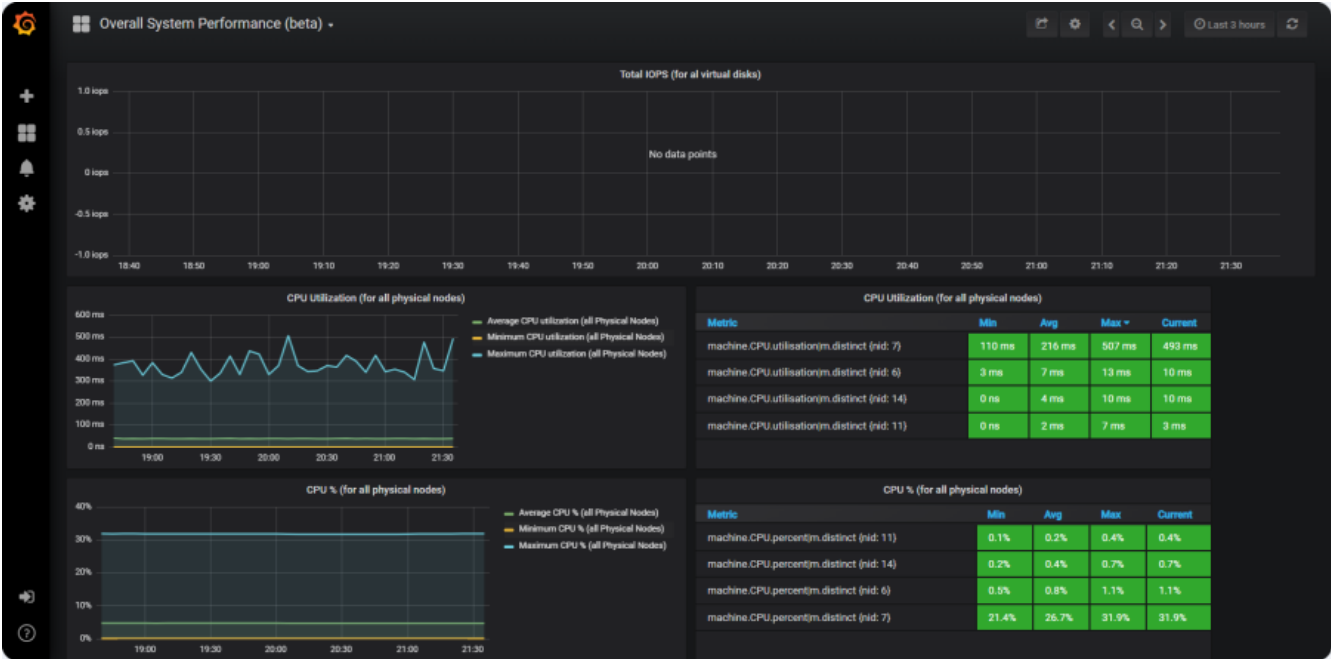 Overall System Performance (beta)
Last 3 hours
Total IOPS (for al virtual disks)
1.0 iops
0.5 iops
0 iops
-0.5 iops
-1.0 iops
No data points
18:40 18:50 19:00 19:10 19:20 19:30 19:40 19:50 20:00 20:10 20:20 20:30 20:40 20:50 21:00 21:10 21:20 21:30
CPU Utilization (for all physical nodes)
600 ms
500 ms
400 ms
300 ms
200 ms
100 ms
0 ns
19:00 19:30 20:00 20:30 21:00 21:30
Average CPU utilization (all Physical Nodes)
Minimum CPU utilization (all Physical Nodes)
Maximum CPU utilization (all Physical Nodes)
CPU Utilization (for all physical nodes)
Metric Min Avg Max Current
machine.CPU.utilisation|m.distinct {nid: 7} 110 ms 216 ms 507 ms 493 ms
machine.CPU.utilisation|m.distinct {nid: 6} 3 ms 7 ms 13 ms 10 ms
machine.CPU.utilisation|m.distinct {nid: 14} 0 ns 4 ms 10 ms 10 ms
machine.CPU.utilisation|m.distinct {nid: 11} 0 ns 2 ms 7 ms 3 ms
CPU % (for all physical nodes)
40%
30%
20%
10%
0%
19:00 19:30 20:00 20:30 21:00 21:30
Average CPU % (all Physical Nodes)
Minimum CPU % (all Physical Nodes)
Maximum CPU % (all Physical Nodes)
CPU % (for all physical nodes)
Metric Min Avg Max Current
machine.CPU.percent|m.distinct {nid: 11} 0.1% 0.2% 0.4% 0.4%
machine.CPU.percent|m.distinct {nid: 14} 0.2% 0.4% 0.7% 0.7%
machine.CPU.percent|m.distinct {nid: 6} 0.5% 0.8% 1.1% 1.1%
machine.CPU.percent|m.distinct {nid: 7} 21.4% 26.7% 31.9% 31.9%